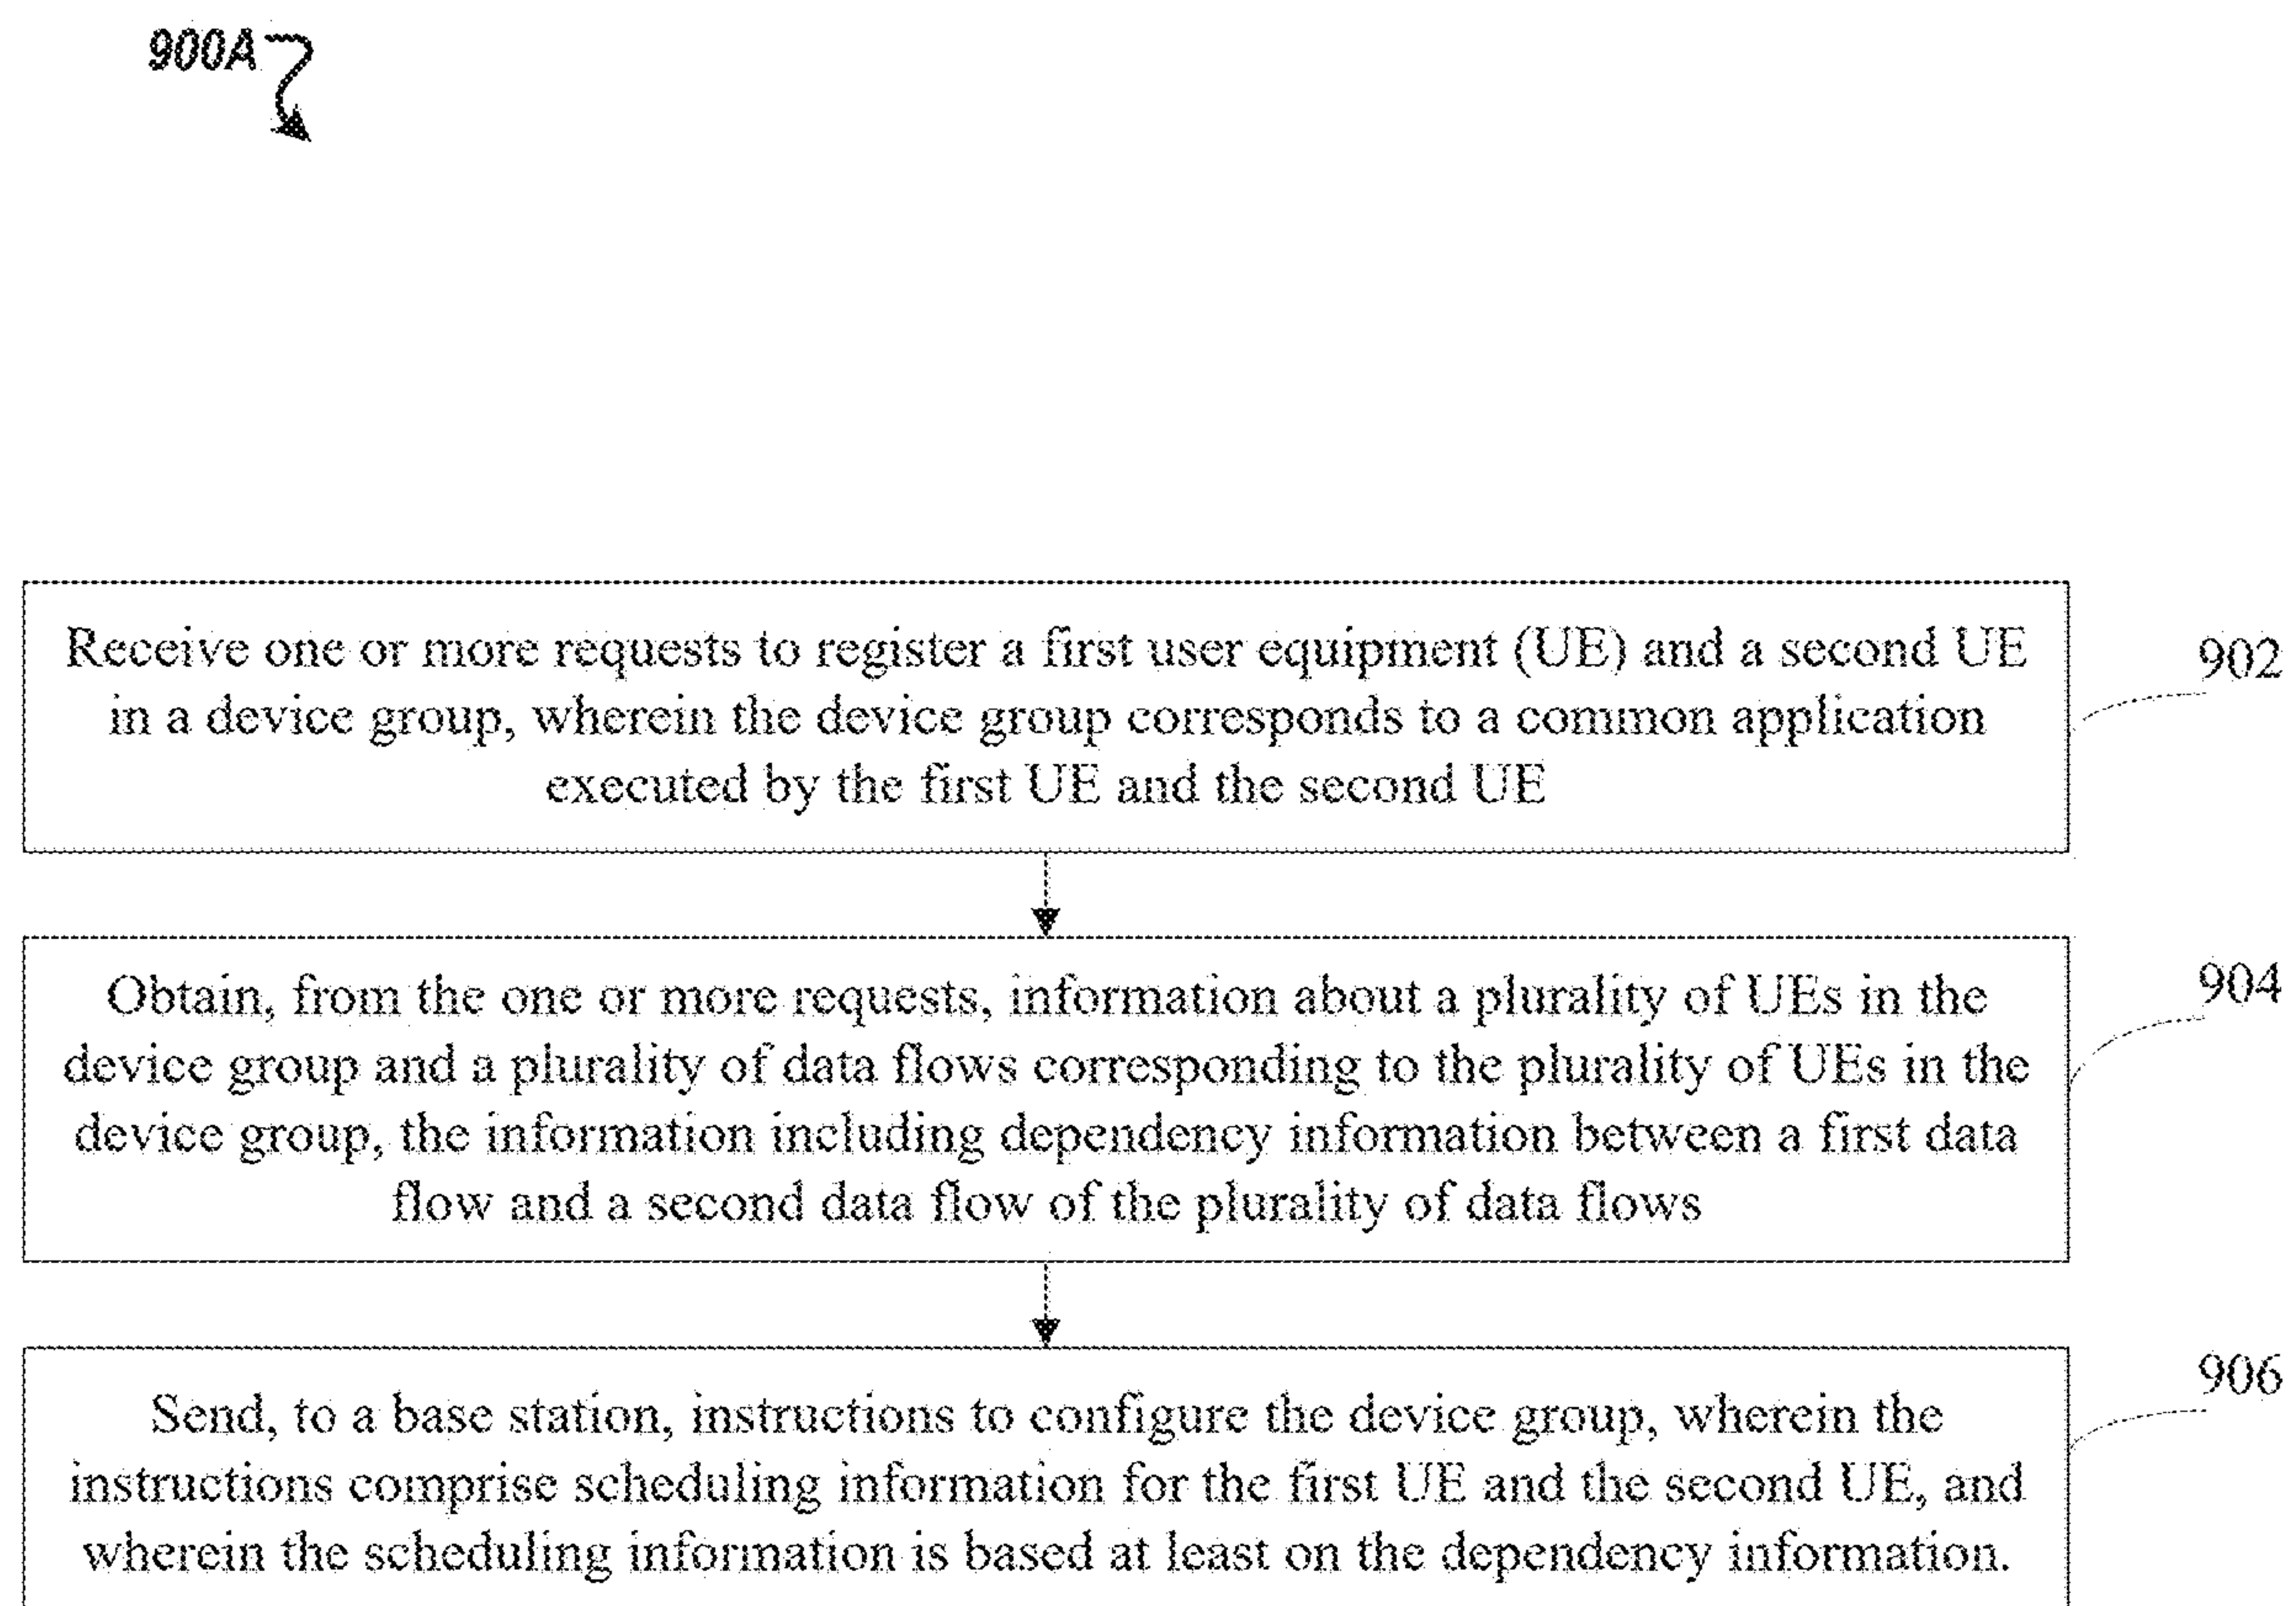 900A
Receive one or more requests to register a first user equipment (UE) and a second UE
in a device group, wherein the device group corresponds to a common application
executed by the first UE and the second UE
902
Obtain, from the one or more requests, information about a plurality of UEs in the
device group and a plurality of data flows corresponding to the plurality of UEs in the
device group, the information including dependency information between a first data
flow and a second data flow of the plurality of data flows
904
Send, to a base station, instructions to configure the device group, wherein the
instructions comprise scheduling information for the first UE and the second UE, and
wherein the scheduling information is based at least on the dependency information.
906